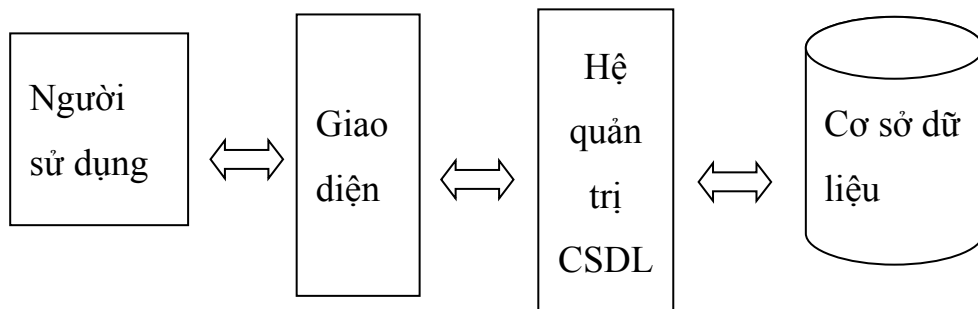 Người
sử dụng
Giao
diện
Hệ
quản
trị
CSDL
Cơ sở dữ
liệu